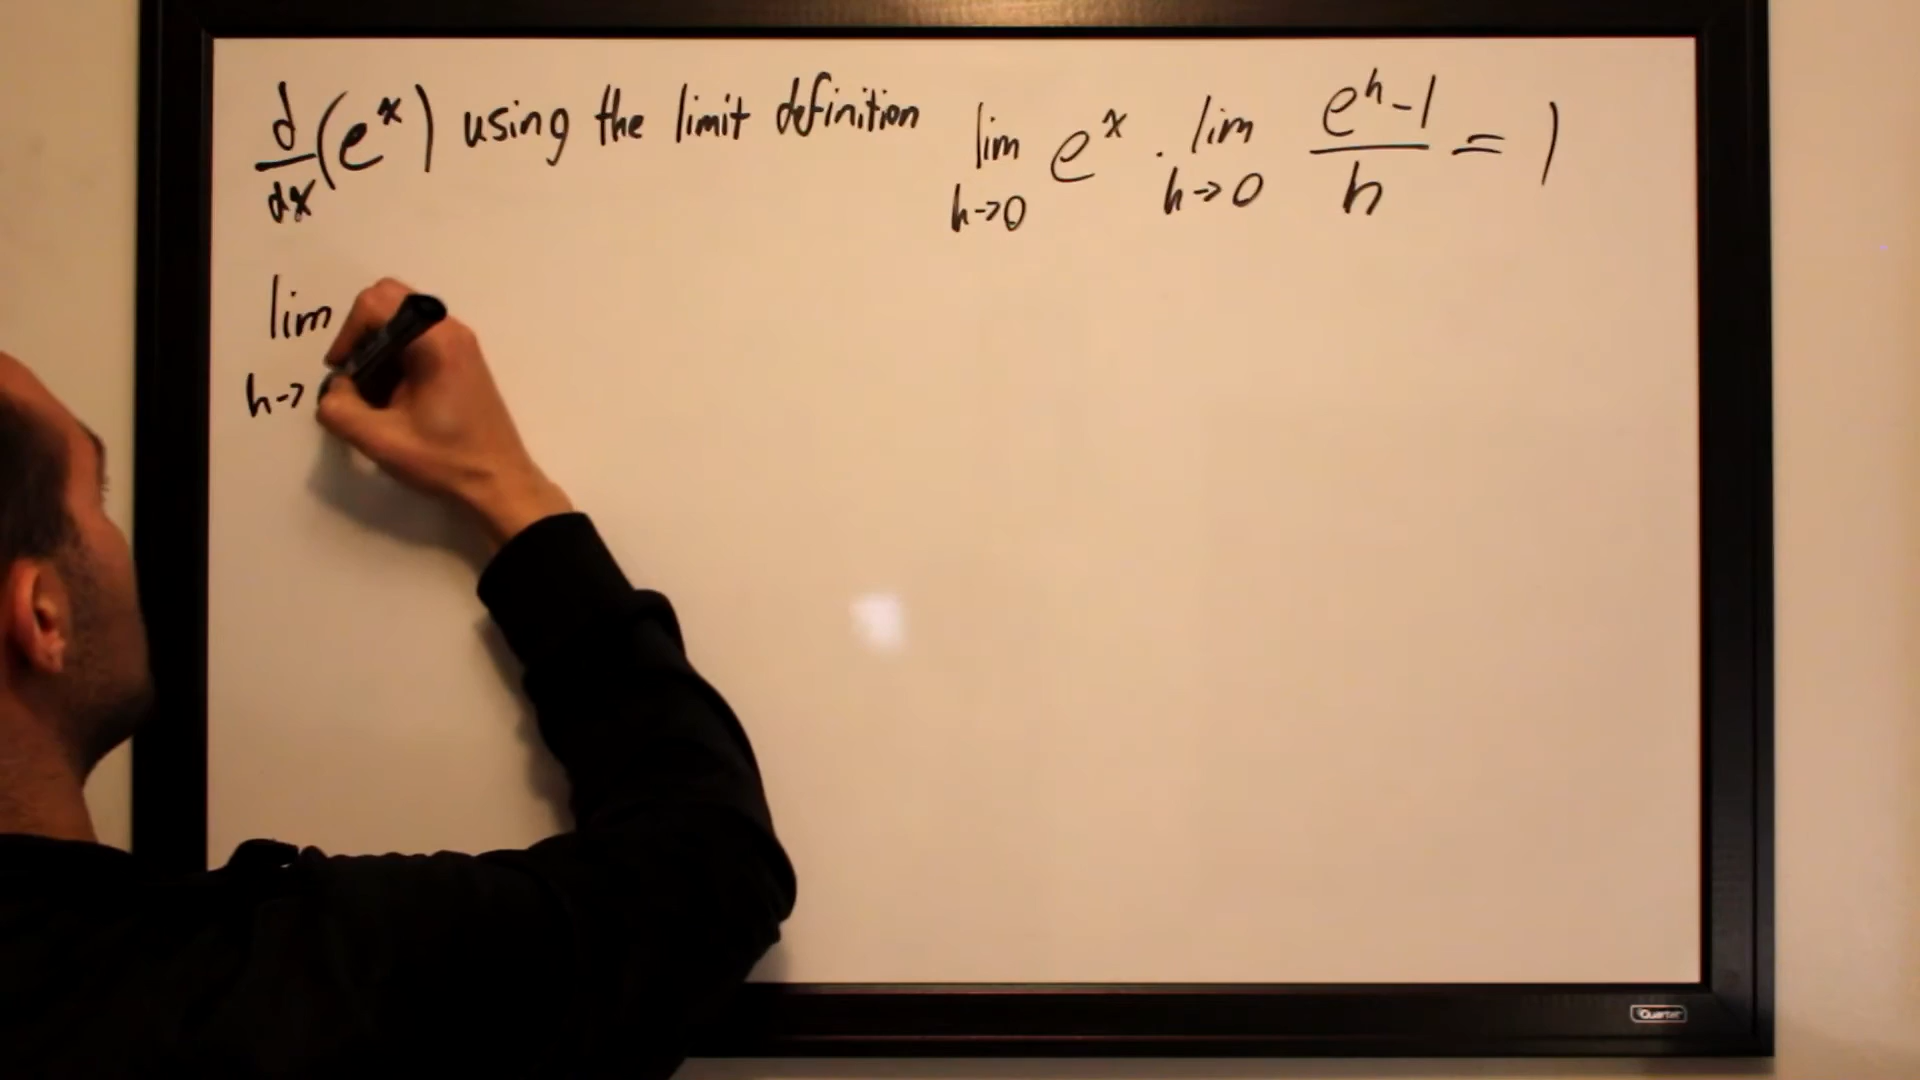 d/dx (e^x) using the limit definition
lim h→0 e^x · lim h→0 (e^h - 1)/h = 1
lim h→
Quartet